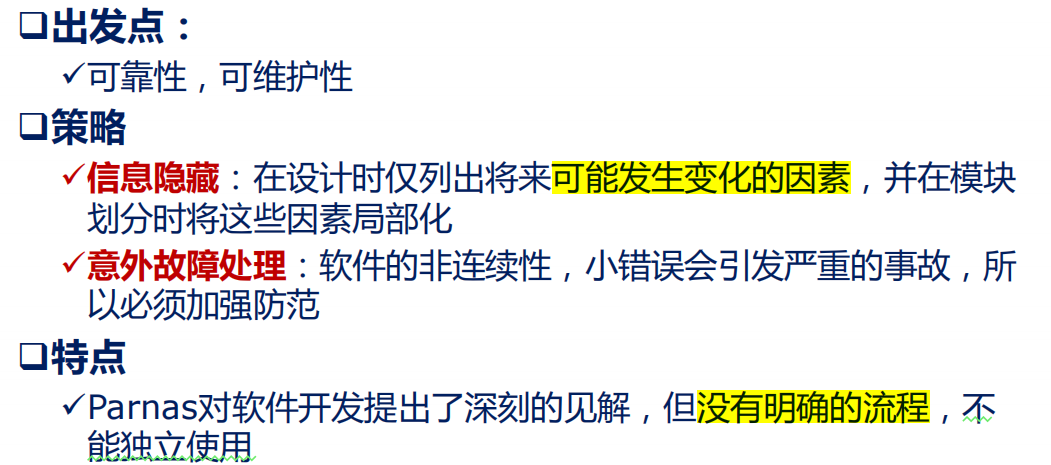 ❑出发点：
✓可靠性，可维护性
❑策略
✓信息隐藏：在设计时仅列出将来可能发生变化的因素，并在模块
划分时将这些因素局部化
✓意外故障处理：软件的非连续性，小错误会引发严重的事故，所
以必须加强防范
❑特点
✓Parnas对软件开发提出了深刻的见解，但没有明确的流程，不
能独立使用